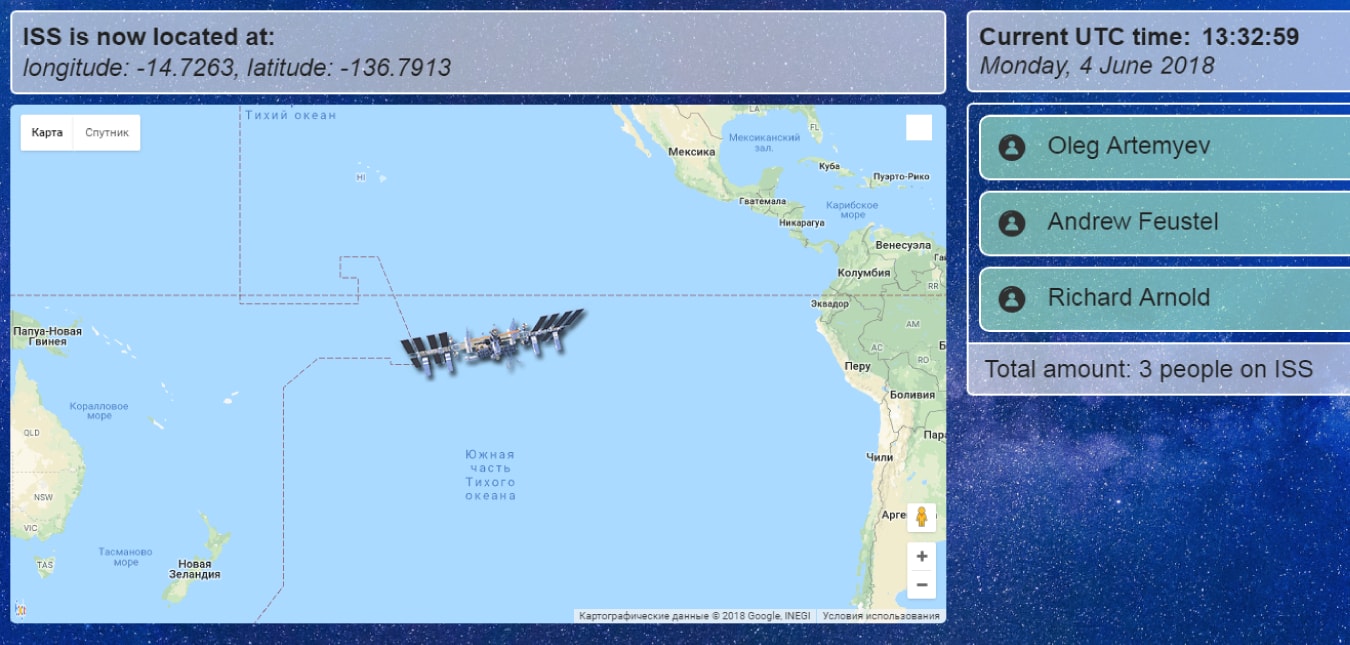 ISS is now located at:
longitude: -14.7263, latitude: -136.7913
Current UTC time: 13:32:59
Monday, 4 June 2018
Карта
Спутник
Тихий океан
LA
FL
Мексиканский
зал.
Мексика
Куба
Пуэрто-Рико
HI
Гватемала
Карибское
море
Никарагуа
Венесуэла
Колумбия
RR
Эквадор
Папуа-Новая
Гвинея
AM
AC
RO
Перу
Боливия
Коралловое
море
QLD
Чили
Южная
часть
Тихого
океана
NSW
VIC
TAS
Тасманово
море
Новая
Зеландия
+
−
Картографические данные © 2018 Google, INEGI
Условия использования
Oleg Artemyev
Andrew Feustel
Richard Arnold
Total amount: 3 people on ISS